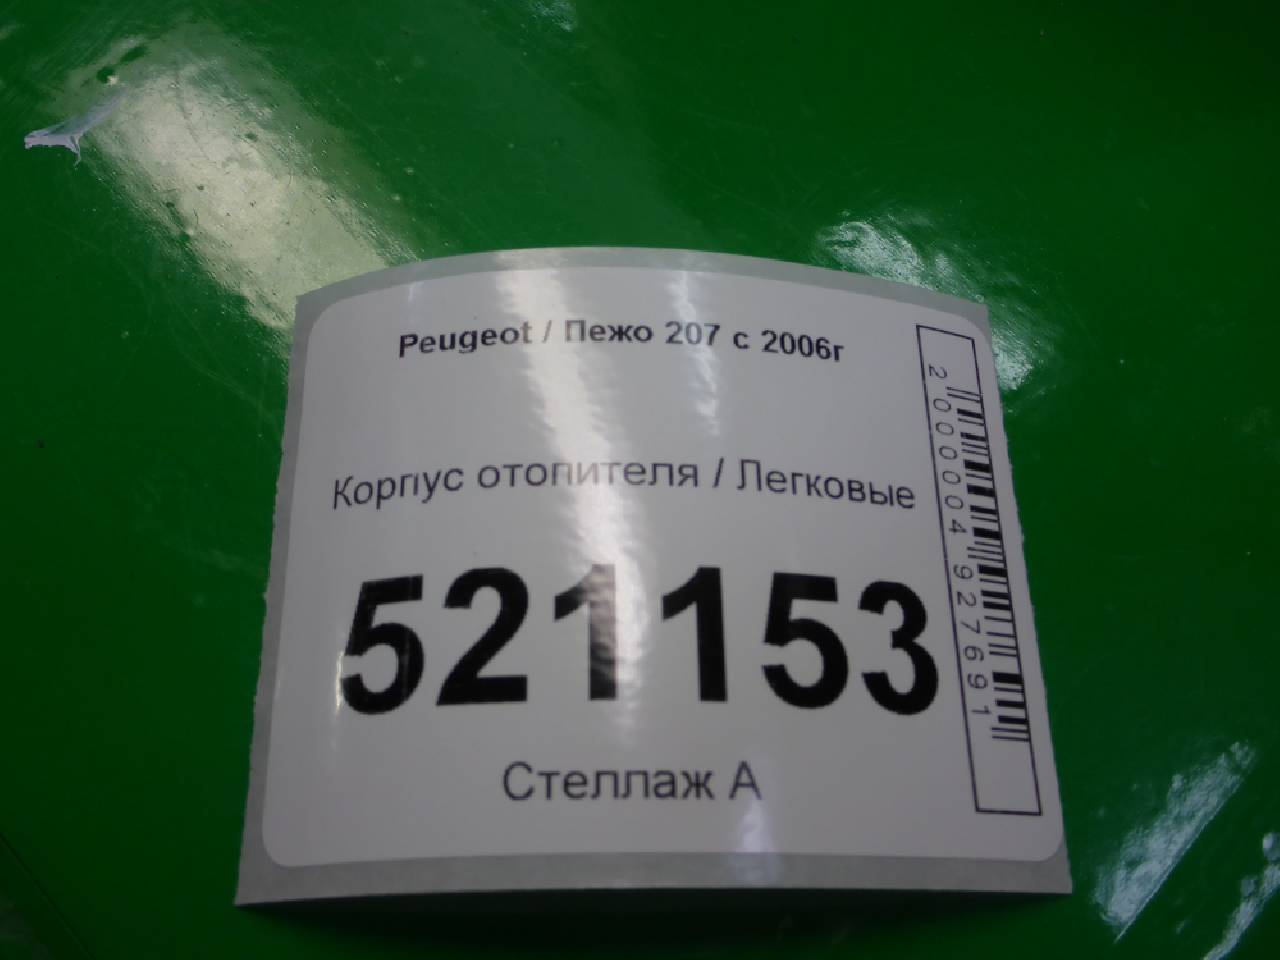 Peugeot / Пежо 207 с 2006г
Корпус отопителя / Легковые
521153
Стеллаж А
2000004927691